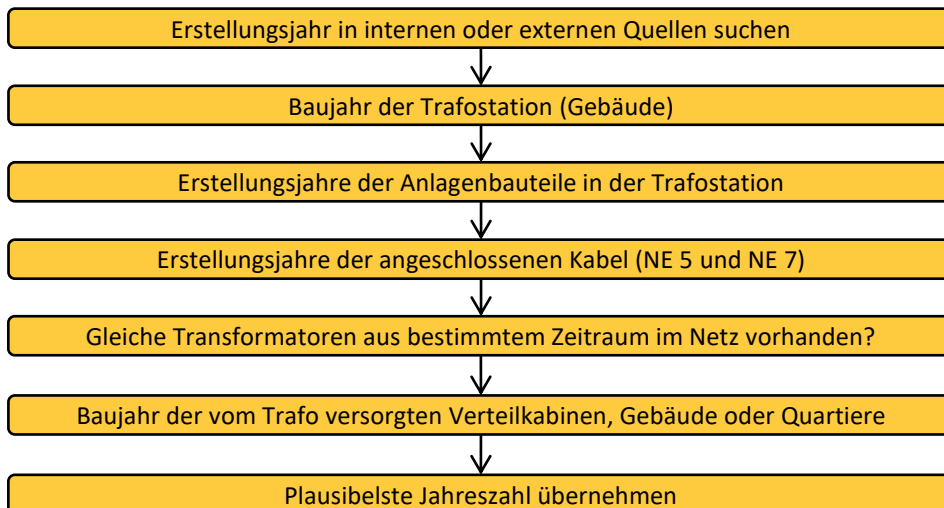 Erstellungsjahr in internen oder externen Quellen suchen
Baujahr der Trafostation (Gebäude)
Erstellungsjahre der Anlagenbauteile in der Trafostation
Erstellungsjahre der angeschlossenen Kabel (NE 5 und NE 7)
Gleiche Transformatoren aus bestimmtem Zeitraum im Netz vorhanden?
Baujahr der vom Trafo versorgten Verteilkabinen, Gebäude oder Quartiere
Plausibelste Jahreszahl übernehmen